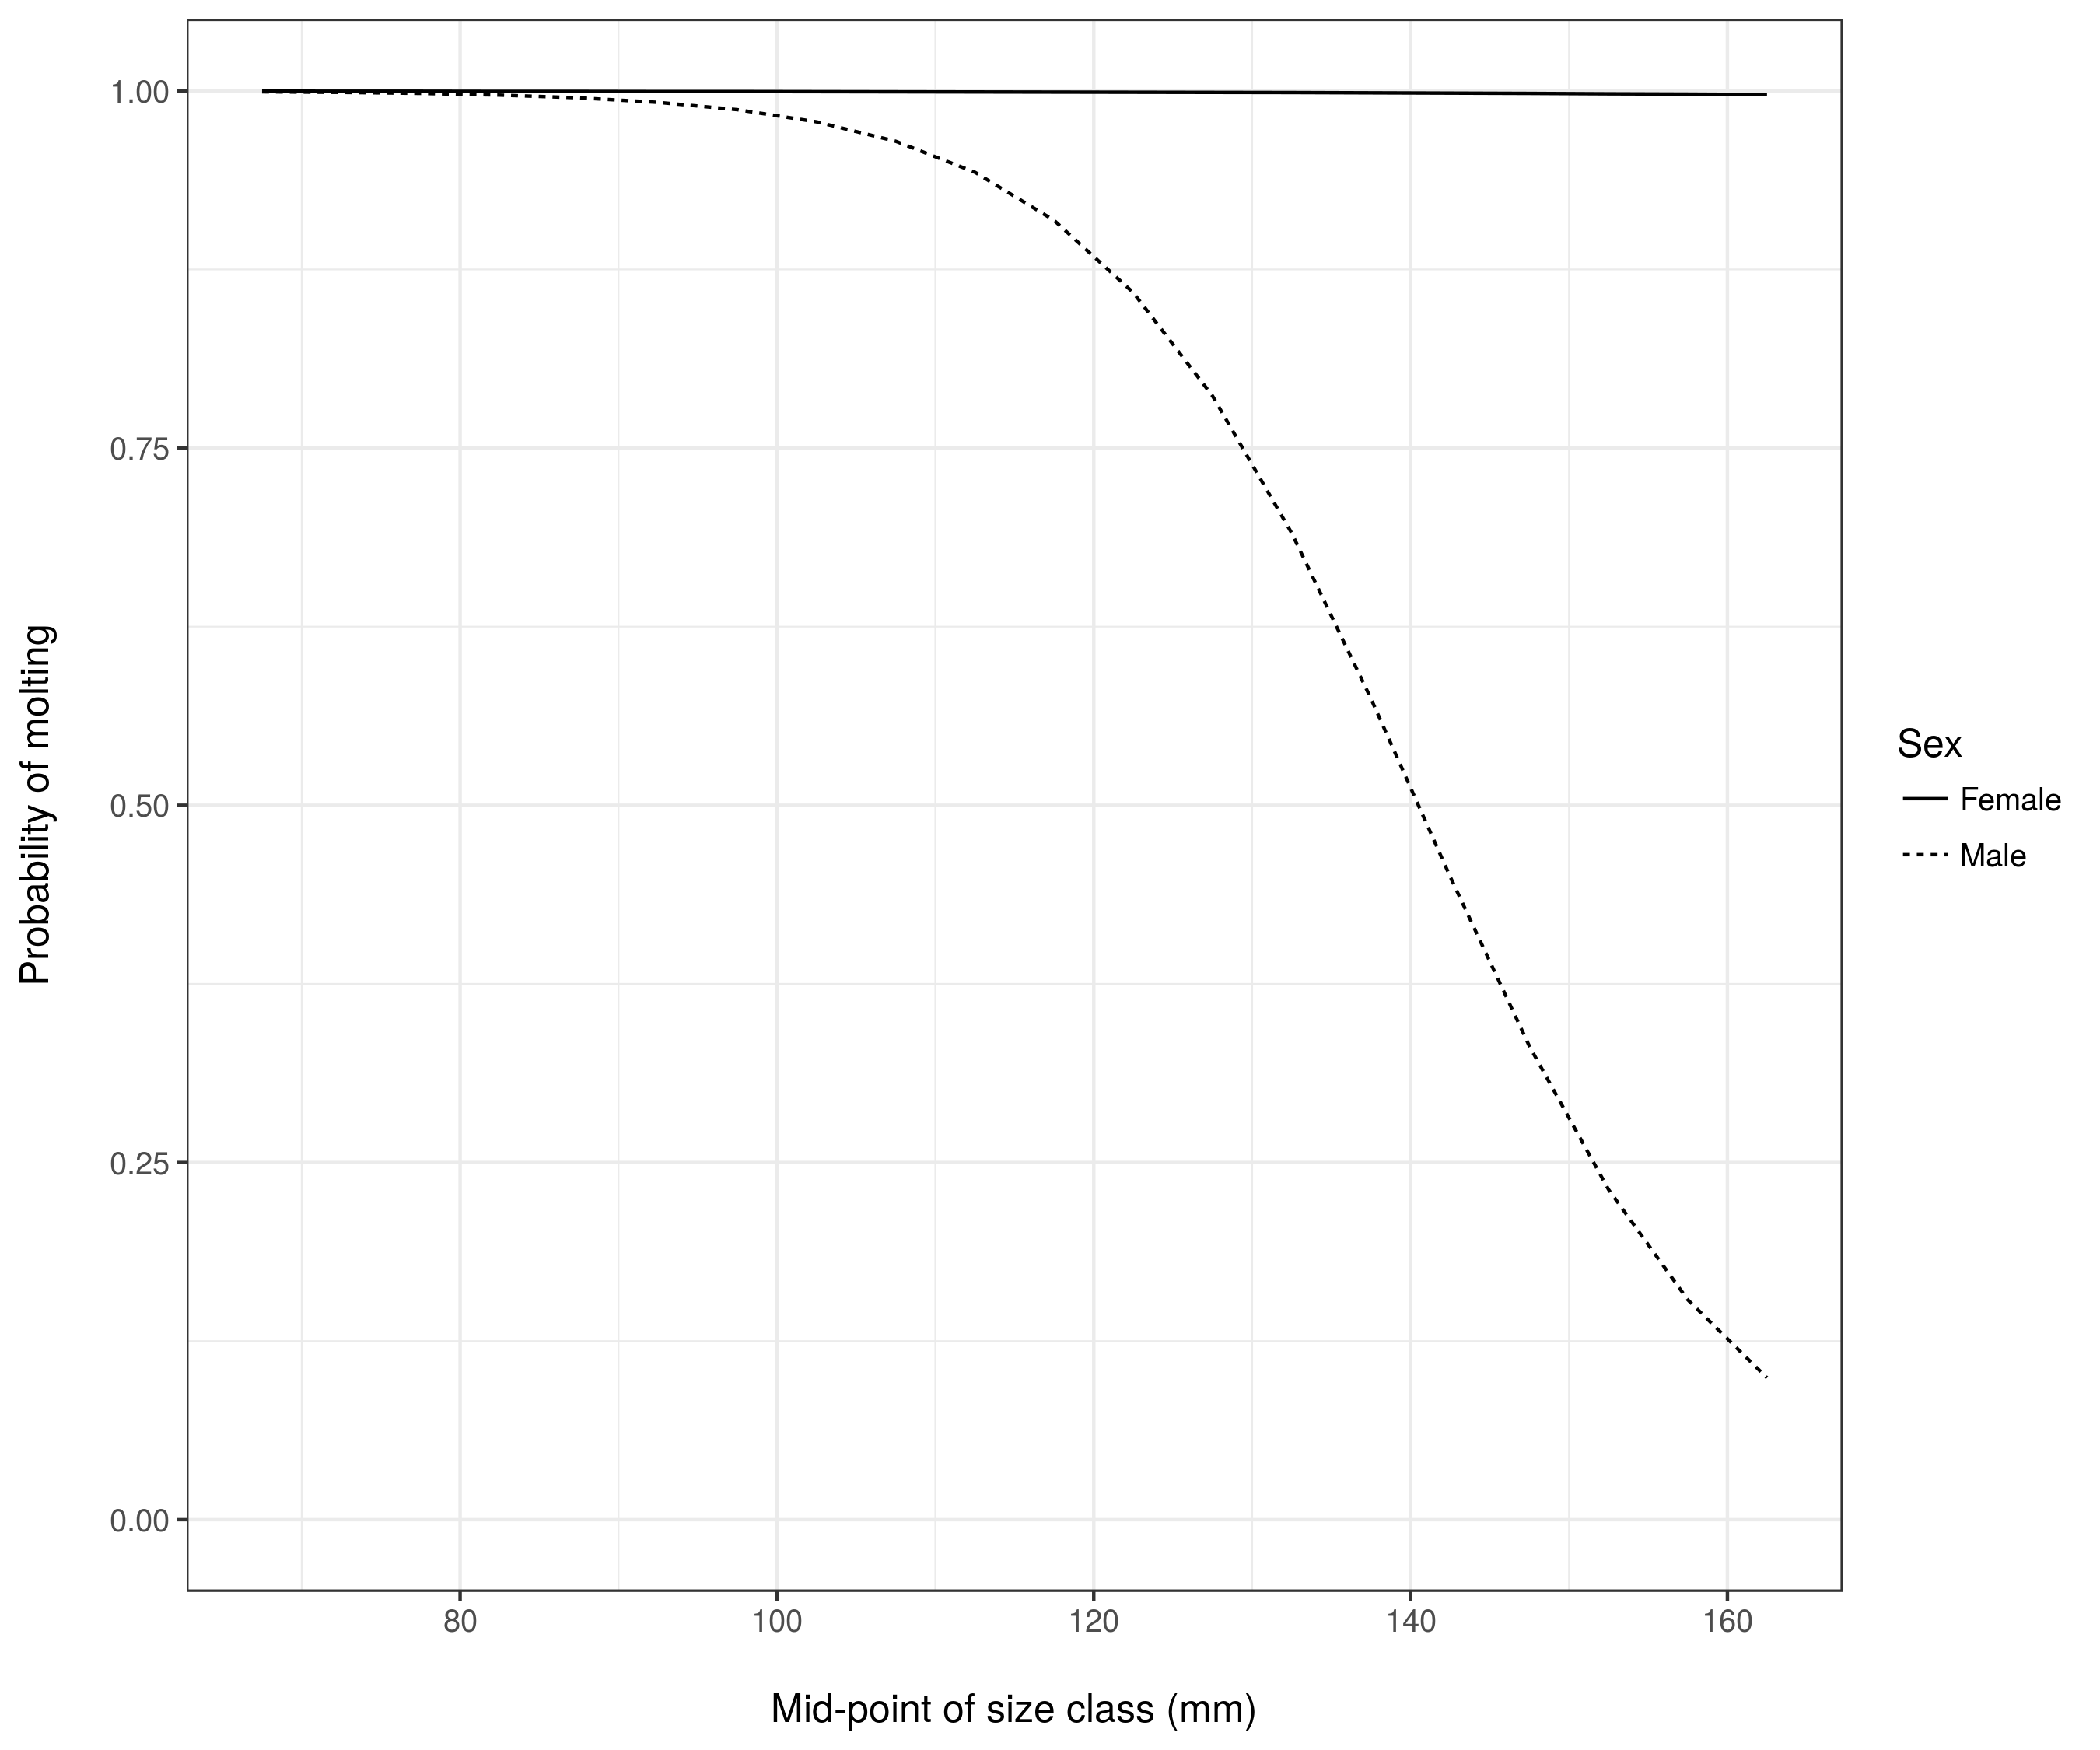 1.00
0.75
0.50
0.25
0.00
Probability of molting
80 100 120 140 160
Mid-point of size class (mm)
Sex
Female
Male